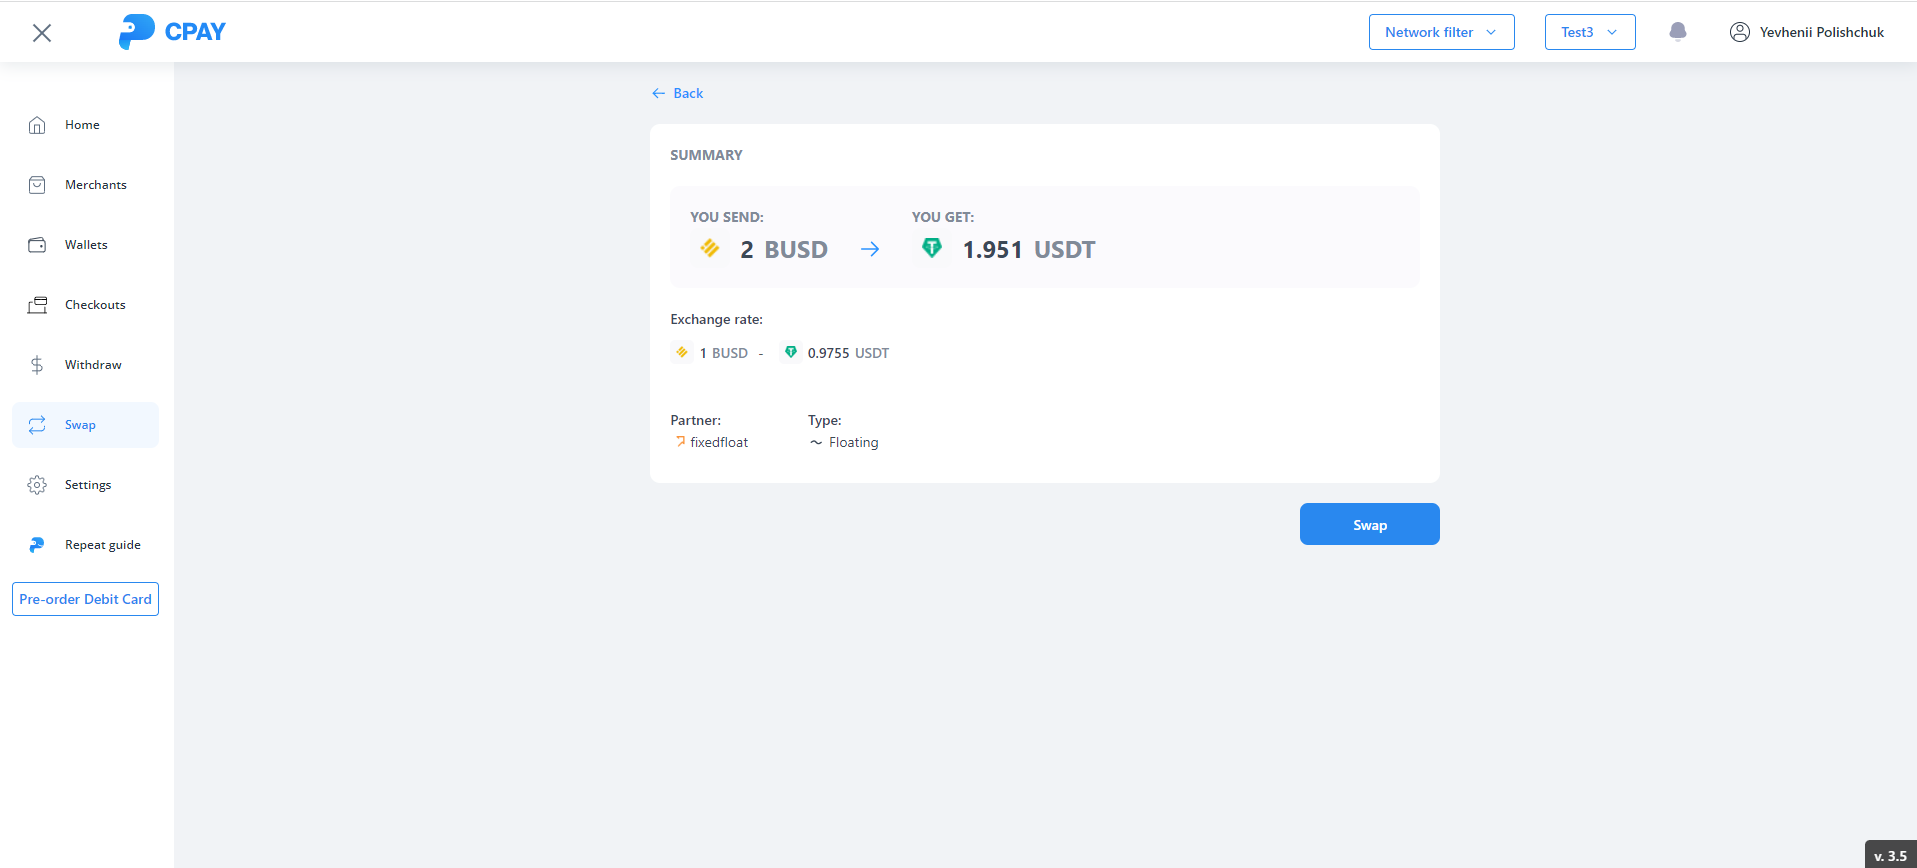 CPAY
Network filter
Test3
Yevhenii Polishchuk
Home
Merchants
Wallets
Checkouts
Withdraw
Swap
Settings
Repeat guide
Pre-order Debit Card
Back
SUMMARY
YOU SEND: YOU GET:
2 BUSD 1.951 USDT
Exchange rate:
1 BUSD - 0.9755 USDT
Partner: Type:
fixedfloat Floating
Swap
v. 3.5